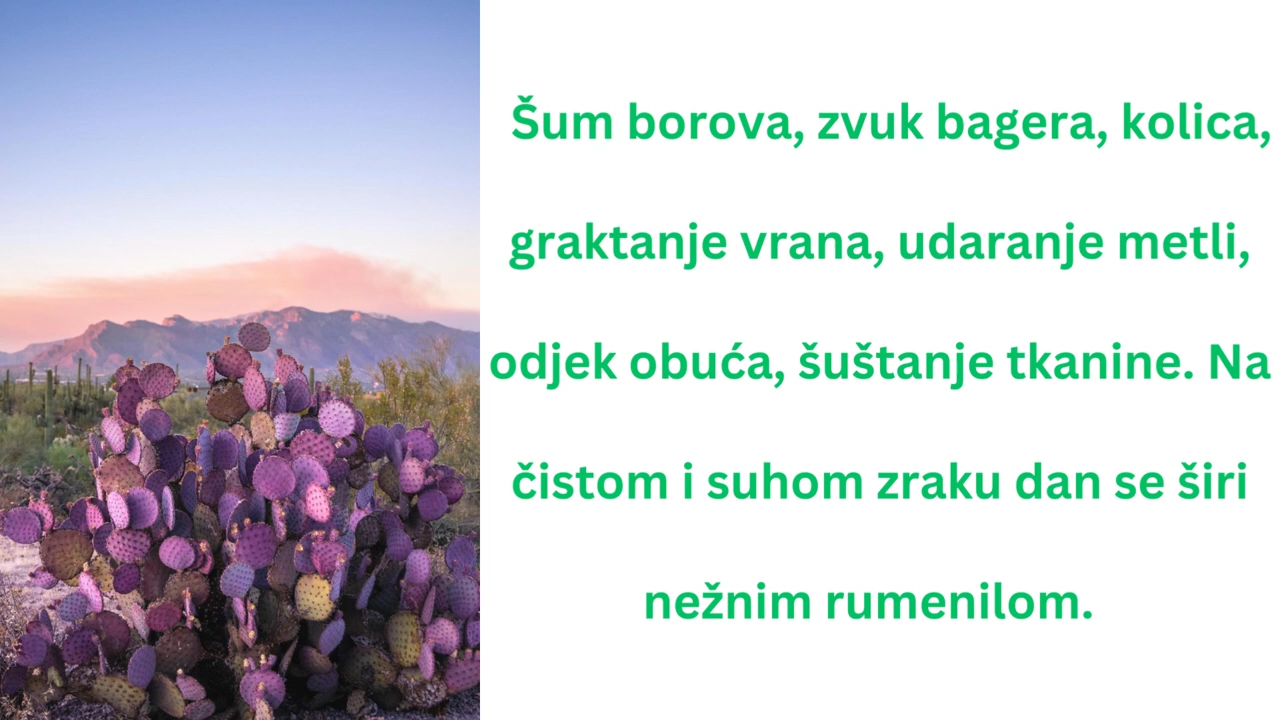 Šum borova, zvuk bagera, kolica,
graktanje vrana, udaranje metli,
odjek obuća, šuštanje tkanine. Na
čistom i suhom zraku dan se širi
nežnim rumenilom.